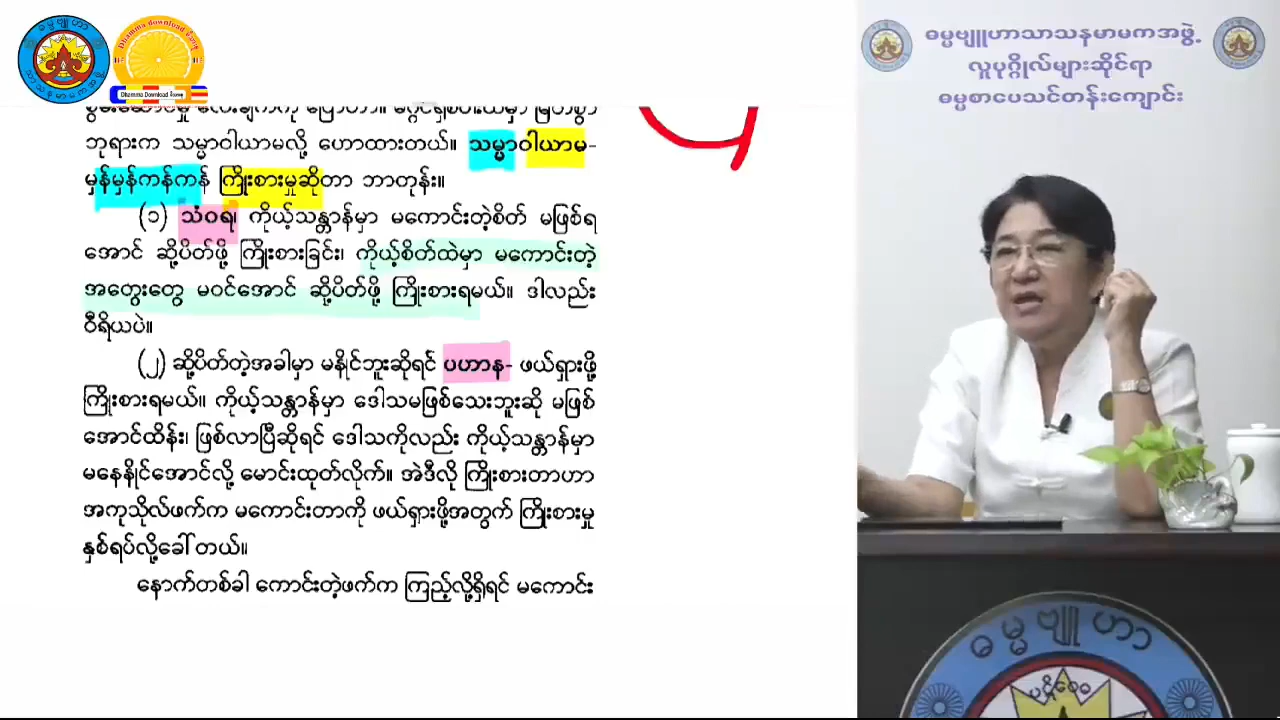 ဓမ္မဗျူဟာ
Dhamma download
Dhamma Download
ဘုရားက သမ္မာဝါယာမလို့ ဟောထားတယ်။ သမ္မာဝါယာမ-
မှန်မှန်ကန်ကန် ကြိုးစားမှုဆိုတာ ဘာတုန်း။
(၁) သံဝရ၊ ကိုယ့်သန္တာန်မှာ မကောင်းတဲ့စိတ် မဖြစ်ရ
အောင် ဆို့ပိတ်ဖို့ ကြိုးစားခြင်း၊ ကိုယ့်စိတ်ထဲမှာ မကောင်းတဲ့
အတွေးတွေ မဝင်အောင် ဆို့ပိတ်ဖို့ ကြိုးစားရမယ်။ ဒါလည်း
ဝီရိယပဲ။
(၂) ဆို့ပိတ်တဲ့အခါမှာ မနိုင်ဘူးဆိုရင် ပဟာန- ဖယ်ရှားဖို့
ကြိုးစားရမယ်။ ကိုယ့်သန္တာန်မှာ ဒေါသမဖြစ်သေးဘူးဆို မဖြစ်
အောင်ထိန်း၊ ဖြစ်လာပြီဆိုရင် ဒေါသကိုလည်း ကိုယ့်သန္တာန်မှာ
မနေနိုင်အောင်လို့ မောင်းထုတ်လိုက်။ အဲဒီလို ကြိုးစားတာဟာ
အကုသိုလ်ဖက်က မကောင်းတာကို ဖယ်ရှားဖို့အတွက် ကြိုးစားမှု
နှစ်ရပ်လို့ခေါ်တယ်။
နောက်တစ်ခါ ကောင်းတဲ့ဖက်က ကြည့်လို့ရှိရင် မကောင်း
ဓမ္မဗျူဟာသာသနမာမကအဖွဲ့
လူပုဂ္ဂိုလ်များဆိုင်ရာ
ဓမ္မစာပေသင်တန်းကျောင်း
ဓမ္မဗျူဟာ